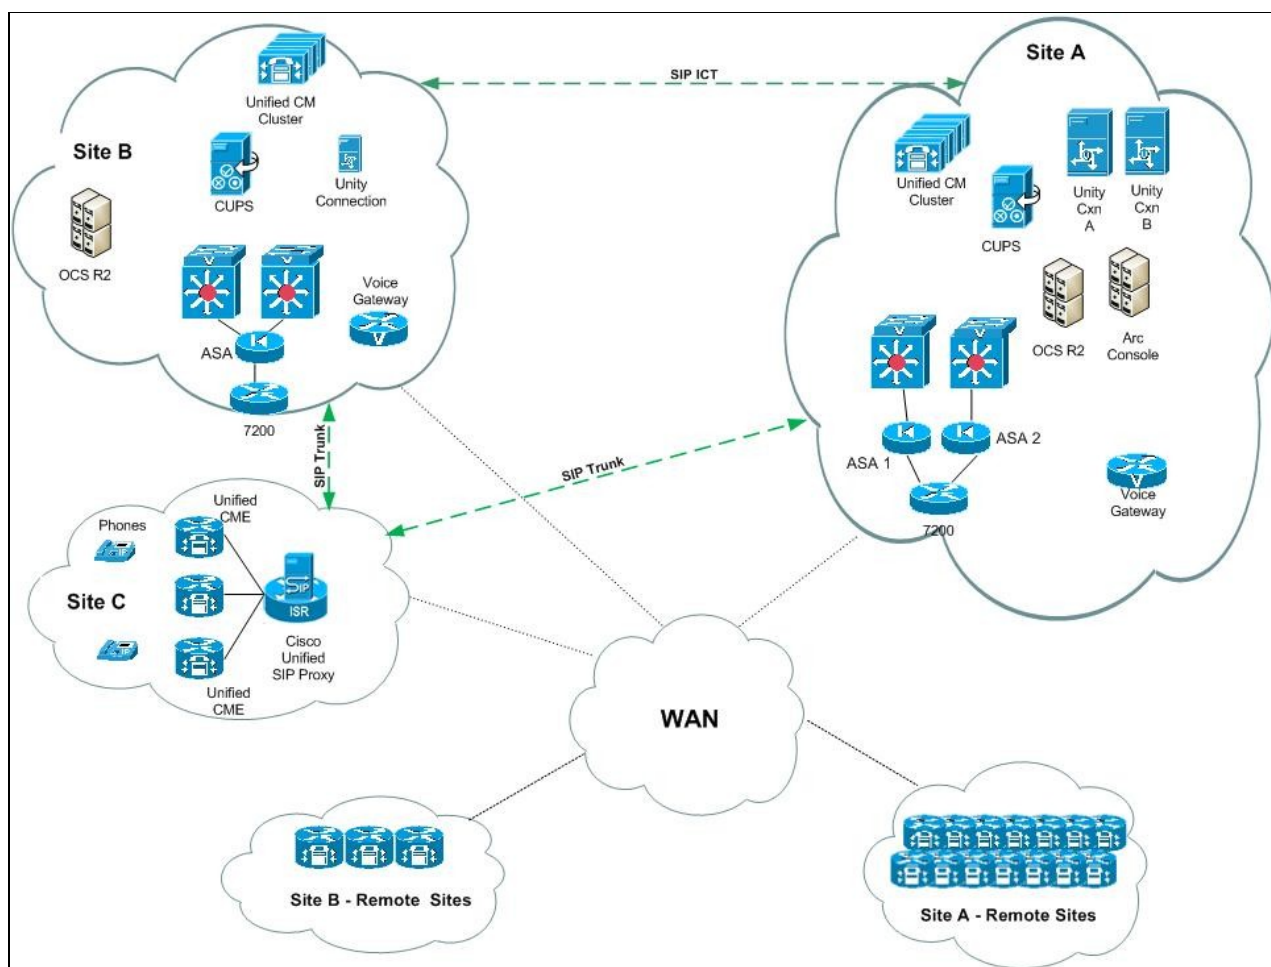 SIP ICT
Site A
Unified CM
Cluster
Site B
CUPS
Unity
Connection
OCS R2
Voice
Gateway
ASA
7200
Unified CM
Cluster
CUPS
Unity
Cxn
A
Unity
Cxn
B
OCS R2
Arc
Console
ASA 1
ASA 2
7200
Voice
Gateway
SIP Trunk
SIP Trunk
Unified
CME
Phones
Site C
SIP
ISR
Cisco
Unified
SIP Proxy
Unified
CME
WAN
Site B - Remote Sites
Site A - Remote Sites